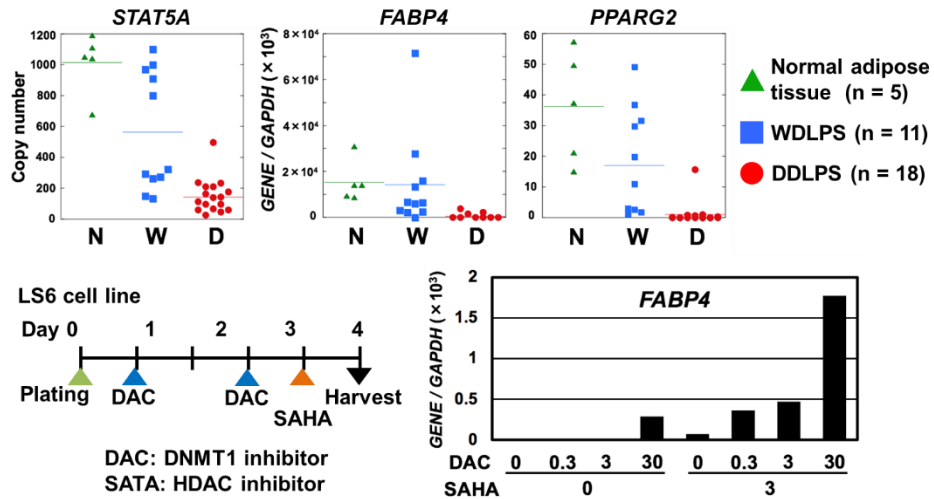 STAT5A
FABP4
PPARG2
Copy number
1200
1000
800
600
400
200
0
N W D
GENE / GAPDH (× 10³)
8 × 10⁴
6 × 10⁴
4 × 10⁴
2 × 10⁴
0
N W D
60
50
40
30
20
10
0
N W D
Normal adipose
tissue (n = 5)
WDLPS (n = 11)
DDLPS (n = 18)
LS6 cell line
Day 0 1 2 3 4
Plating DAC DAC SAHA Harvest
DAC: DNMT1 inhibitor
SATA: HDAC inhibitor
FABP4
GENE / GAPDH (× 10³)
2
1.5
1
0.5
0
DAC 0 0.3 3 30 0 0.3 3 30
SAHA 0 3